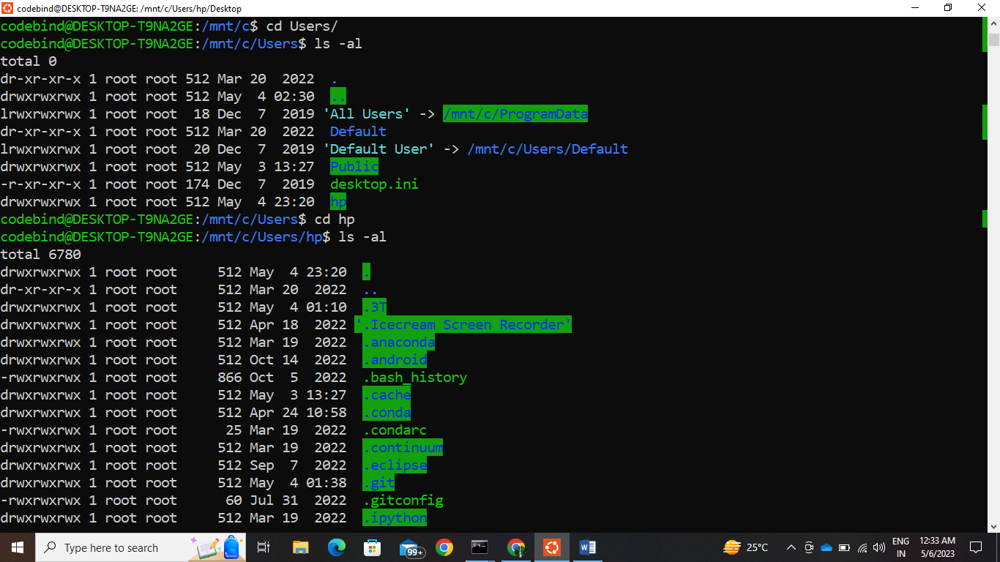 codebind@DESKTOP-T9NA2GE: /mnt/c/Users/hp/Desktop
codebind@DESKTOP-T9NA2GE:/mnt/c$ cd Users/
codebind@DESKTOP-T9NA2GE:/mnt/c/Users$ ls -al
total 0
dr-xr-xr-x 1 root root 512 Mar 20  2022  .
drwxrwxrwx 1 root root 512 May  4 02:30  ..
lrwxrwxrwx 1 root root  18 Dec  7  2019 'All Users' -> /mnt/c/ProgramData
dr-xr-xr-x 1 root root 512 Mar 20  2022  Default
lrwxrwxrwx 1 root root  20 Dec  7  2019 'Default User' -> /mnt/c/Users/Default
drwxrwxrwx 1 root root 512 May  3 13:27  Public
-r-xr-xr-x 1 root root 174 Dec  7  2019  desktop.ini
drwxrwxrwx 1 root root 512 May  4 23:20  hp
codebind@DESKTOP-T9NA2GE:/mnt/c/Users$ cd hp
codebind@DESKTOP-T9NA2GE:/mnt/c/Users/hp$ ls -al
total 6780
drwxrwxrwx 1 root root     512 May  4 23:20  .
dr-xr-xr-x 1 root root     512 Mar 20  2022  ..
drwxrwxrwx 1 root root     512 May  4 01:10  .3T
drwxrwxrwx 1 root root     512 Apr 18  2022 '.Icecream Screen Recorder'
drwxrwxrwx 1 root root     512 Mar 19  2022  .anaconda
drwxrwxrwx 1 root root     512 Oct 14  2022  .android
-rwxrwxrwx 1 root root     866 Oct  5  2022  .bash_history
drwxrwxrwx 1 root root     512 May  3 13:27  .cache
drwxrwxrwx 1 root root     512 Apr 24 10:58  .conda
-rwxrwxrwx 1 root root      25 Mar 19  2022  .condarc
drwxrwxrwx 1 root root     512 Mar 19  2022  .continuum
drwxrwxrwx 1 root root     512 Sep  7  2022  .eclipse
drwxrwxrwx 1 root root     512 May  4 01:38  .git
-rwxrwxrwx 1 root root      60 Jul 31  2022  .gitconfig
drwxrwxrwx 1 root root     512 Mar 19  2022  .ipython
Type here to search
99+
25°C
ENG
IN
12:33 AM
5/6/2023